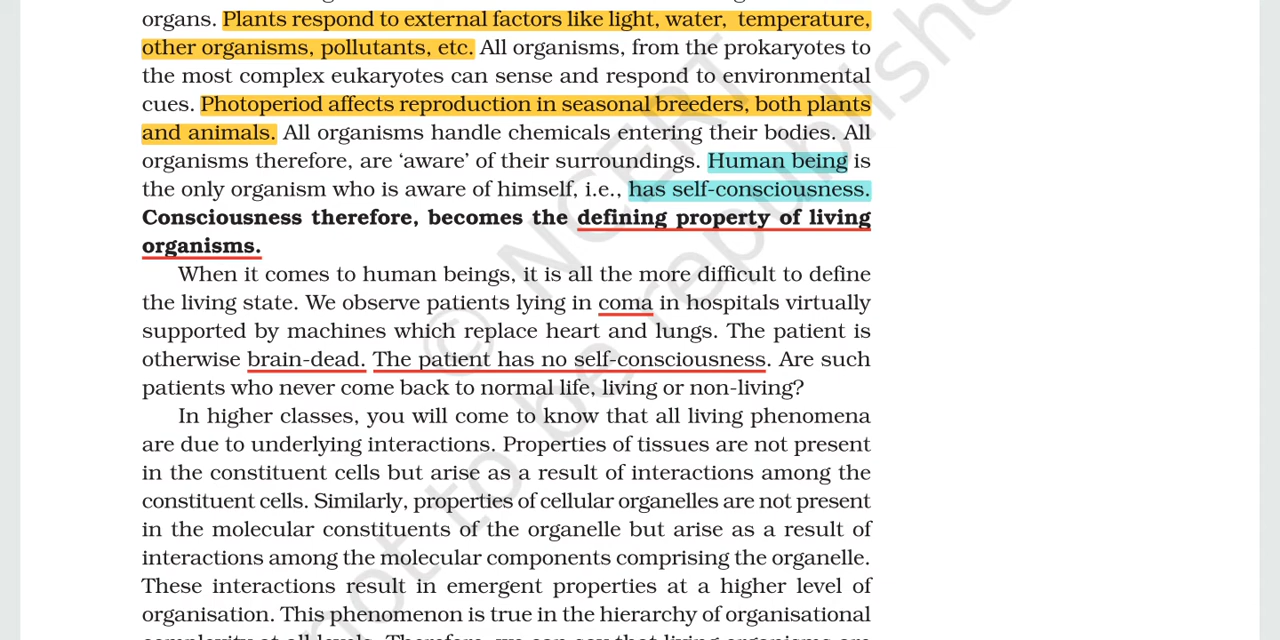 organs. Plants respond to external factors like light, water, temperature,
other organisms, pollutants, etc. All organisms, from the prokaryotes to
the most complex eukaryotes can sense and respond to environmental
cues. Photoperiod affects reproduction in seasonal breeders, both plants
and animals. All organisms handle chemicals entering their bodies. All
organisms therefore, are ‘aware’ of their surroundings. Human being is
the only organism who is aware of himself, i.e., has self-consciousness.
Consciousness therefore, becomes the defining property of living
organisms.
When it comes to human beings, it is all the more difficult to define
the living state. We observe patients lying in coma in hospitals virtually
supported by machines which replace heart and lungs. The patient is
otherwise brain-dead. The patient has no self-consciousness. Are such
patients who never come back to normal life, living or non-living?
In higher classes, you will come to know that all living phenomena
are due to underlying interactions. Properties of tissues are not present
in the constituent cells but arise as a result of interactions among the
constituent cells. Similarly, properties of cellular organelles are not present
in the molecular constituents of the organelle but arise as a result of
interactions among the molecular components comprising the organelle.
These interactions result in emergent properties at a higher level of
organisation. This phenomenon is true in the hierarchy of organisational
© NCERT
not to be republished